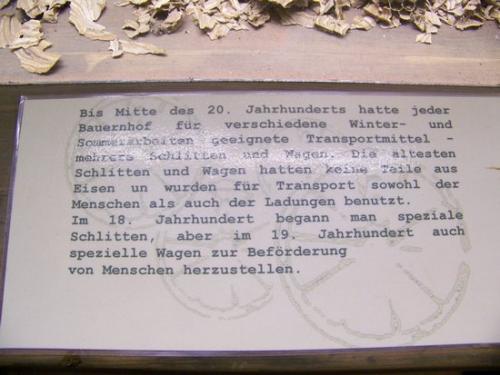 Bis Mitte des 20. Jahrhunderts hatte jeder
Bauernhof für verschiedene Winter- und
Sommerarbeiten geeignete Transportmittel -
mehrers Schlitten und Wagen. Die ältesten
Schlitten und Wagen hatten keine Teile aus
Eisen un wurden für Transport sowohl der
Menschen als auch der Ladungen benutzt.
Im 18. Jahrhundert begann man speziale
Schlitten, aber im 19. Jahrhundert auch
spezielle Wagen zur Beförderung
von Menschen herzustellen.